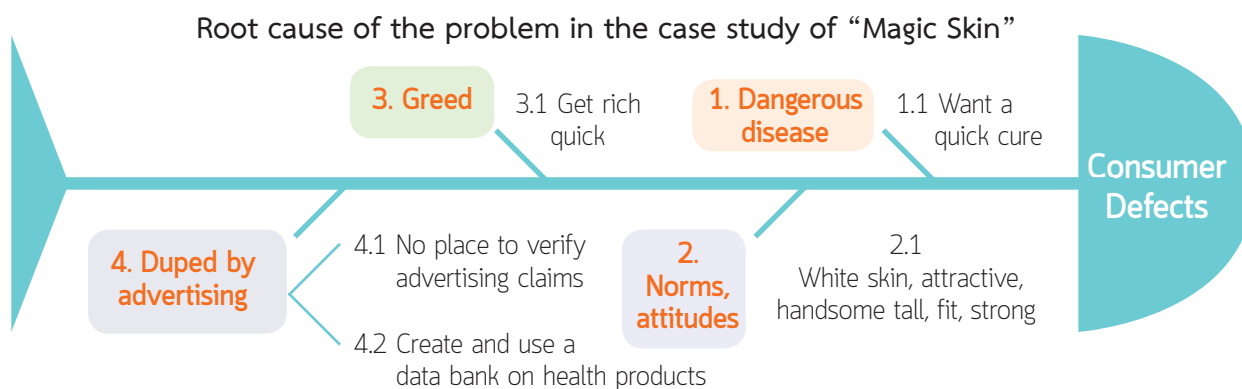 Root cause of the problem in the case study of “Magic Skin”
3. Greed
3.1 Get rich
quick
1. Dangerous
disease
1.1 Want a
quick cure
Consumer
Defects
4. Duped by
advertising
4.1 No place to verify
advertising claims
4.2 Create and use a
data bank on health products
2.
Norms,
attitudes
2.1
White skin, attractive,
handsome tall, fit, strong